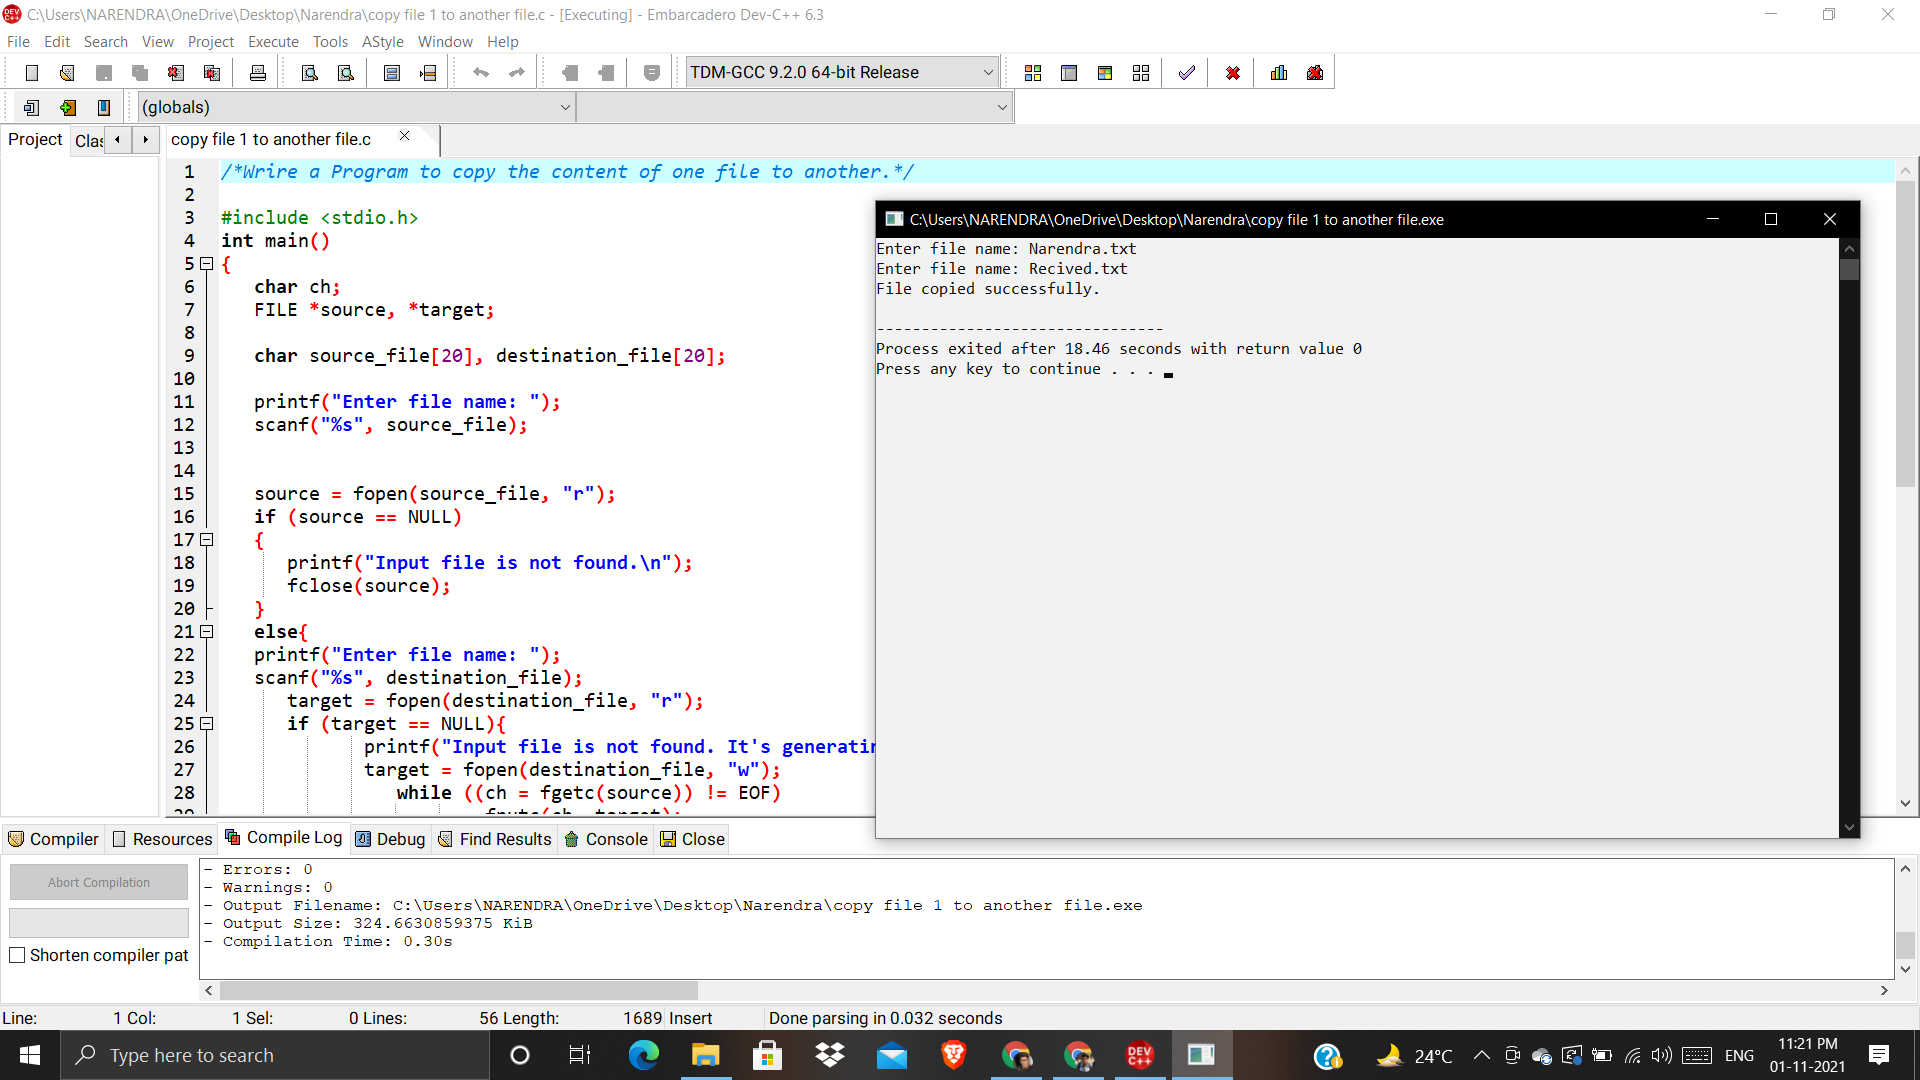 C:\Users\NARENDRA\OneDrive\Desktop\Narendra\copy file 1 to another file.c - [Executing] - Embarcadero Dev-C++ 6.3
File Edit Search View Project Execute Tools AStyle Window Help
TDM-GCC 9.2.0 64-bit Release
(globals)
Project Clas
copy file 1 to another file.c
1 /*Wrire a Program to copy the content of one file to another.*/
2
3 #include <stdio.h>
4 int main()
5 {
6 char ch;
7 FILE *source, *target;
8
9 char source_file[20], destination_file[20];
10
11 printf("Enter file name: ");
12 scanf("%s", source_file);
13
14
15 source = fopen(source_file, "r");
16 if (source == NULL)
17 {
18 printf("Input file is not found.\n");
19 fclose(source);
20 }
21 else{
22 printf("Enter file name: ");
23 scanf("%s", destination_file);
24 target = fopen(destination_file, "r");
25 if (target == NULL){
26 printf("Input file is not found. It's generatin
27 target = fopen(destination_file, "w");
28 while ((ch = fgetc(source)) != EOF)
C:\Users\NARENDRA\OneDrive\Desktop\Narendra\copy file 1 to another file.exe
Enter file name: Narendra.txt
Enter file name: Recived.txt
File copied successfully.
--------------------------------
Process exited after 18.46 seconds with return value 0
Press any key to continue . . .
Compiler Resources Compile Log Debug Find Results Console Close
Abort Compilation
Shorten compiler pat
- Errors: 0
- Warnings: 0
- Output Filename: C:\Users\NARENDRA\OneDrive\Desktop\Narendra\copy file 1 to another file.exe
- Output Size: 324.6630859375 KiB
- Compilation Time: 0.30s
Line: 1 Col: 1 Sel: 0 Lines: 56 Length: 1689 Insert Done parsing in 0.032 seconds
Type here to search
DEV C++
24°C
ENG
11:21 PM
01-11-2021